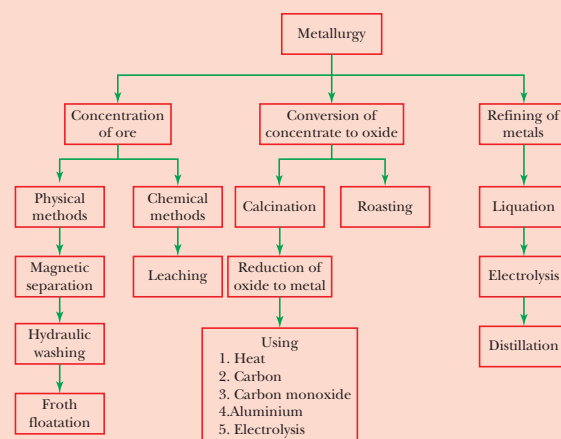 Metallurgy
Concentration
of ore
Conversion of
concentrate to oxide
Refining of
metals
Physical
methods
Chemical
methods
Calcination
Roasting
Liquation
Magnetic
separation
Leaching
Reduction of
oxide to metal
Electrolysis
Hydraulic
washing
Distillation
Froth
floatation
Using
1. Heat
2. Carbon
3. Carbon monoxide
4.Aluminium
5. Electrolysis